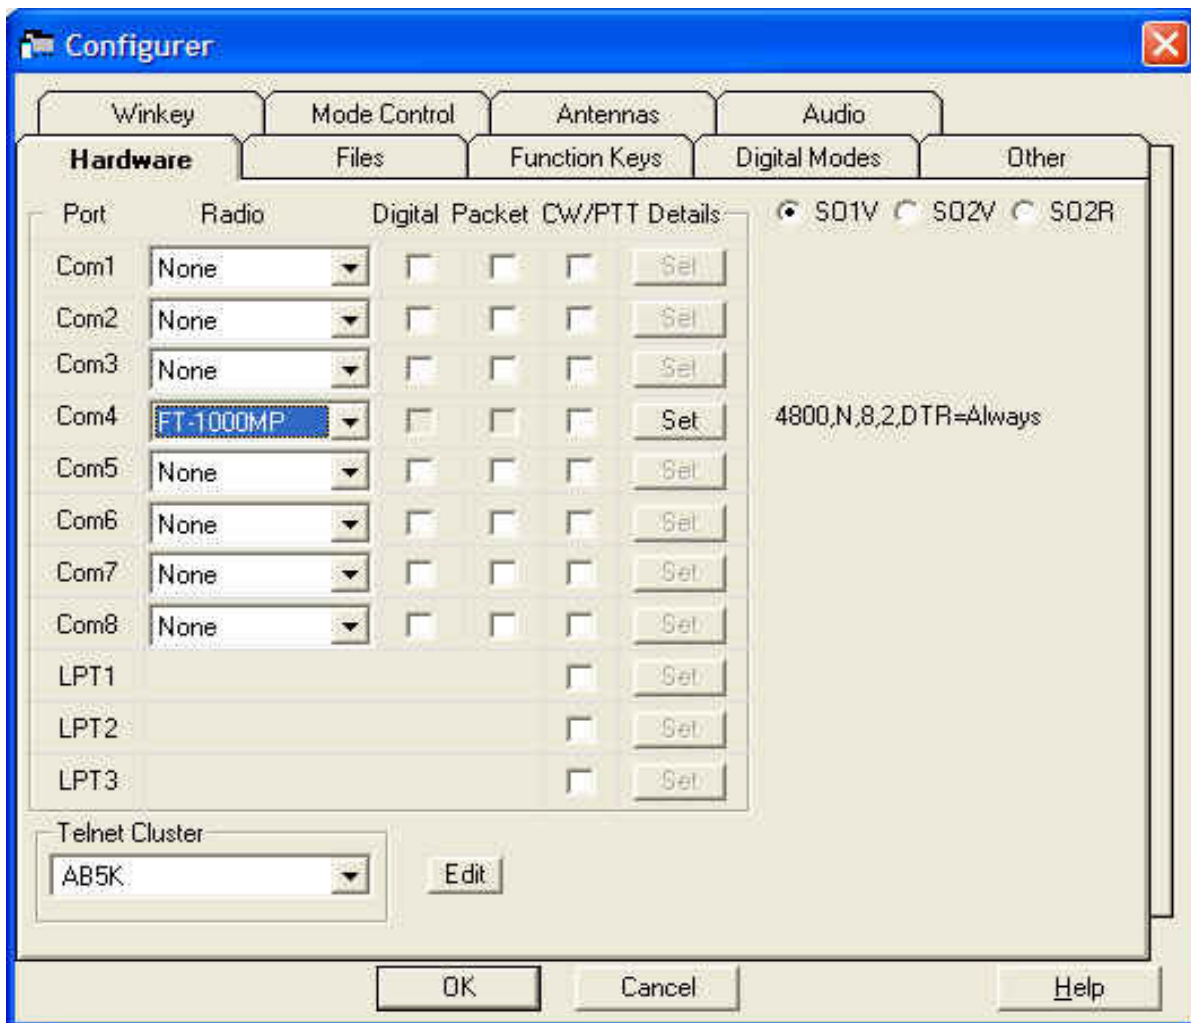 Configurer
Winkey Mode Control Antennas Audio
Hardware Files Function Keys Digital Modes Other
Port Radio Digital Packet CW/PTT Details SO1V SO2V SO2R
Com1 None Set
Com2 None Set
Com3 None Set
Com4 FT-1000MP Set 4800,N,8,2,DTR=Always
Com5 None Set
Com6 None Set
Com7 None Set
Com8 None Set
LPT1 Set
LPT2 Set
LPT3 Set
Telnet Cluster
AB5K Edit
OK Cancel Help